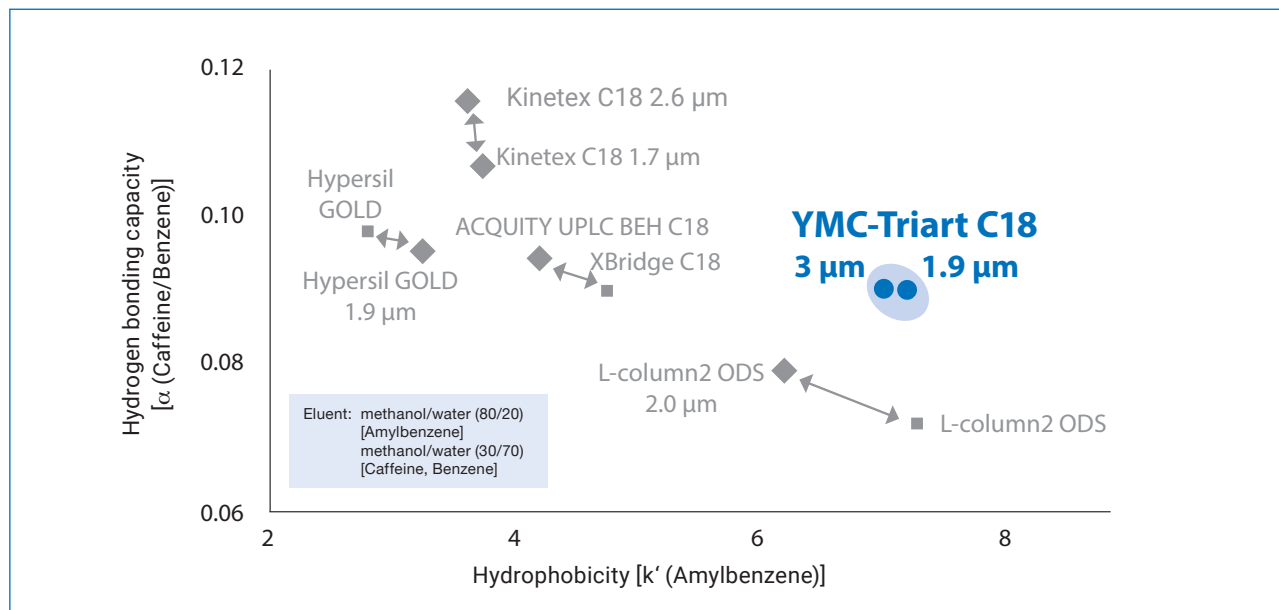 Hydrogen bonding capacity
[α (Caffeine/Benzene)]
0.12
0.10
0.08
0.06
Kinetex C18 2.6 µm
Kinetex C18 1.7 µm
Hypersil
GOLD
Hypersil GOLD
1.9 µm
ACQUITY UPLC BEH C18
XBridge C18
YMC-Triart C18
3 µm 1.9 µm
L-column2 ODS
2.0 µm
L-column2 ODS
Eluent: methanol/water (80/20)
[Amylbenzene]
methanol/water (30/70)
[Caffeine, Benzene]
2 4 6 8
Hydrophobicity [k‘ (Amylbenzene)]